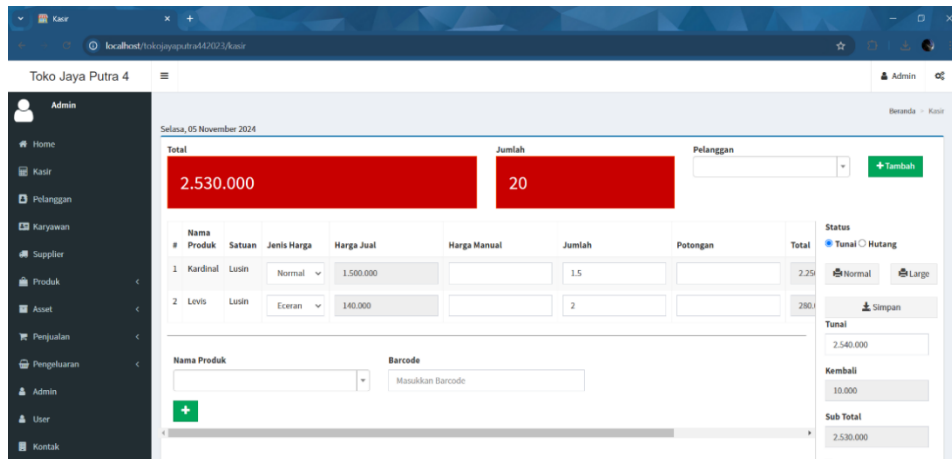 Kasir
localhost/tokojayaputra442023/kasir
Toko Jaya Putra 4
Admin
Admin
Beranda > Kasir
Home
Kasir
Pelanggan
Karyawan
Supplier
Produk
Asset
Penjualan
Pengeluaran
Admin
User
Kontak
Selasa, 05 November 2024
Total
Jumlah
Pelanggan
2.530.000
20
+Tambah
# Nama Produk Satuan Jenis Harga Harga Jual Harga Manual Jumlah Potongan Total
1 Kardinal Lusin Normal 1.500.000 1.5 2.25
2 Levis Lusin Eceran 140.000 2 280.
Nama Produk
Barcode
Masukkan Barcode
+
Status
Tunai Hutang
Normal Large
Simpan
Tunai
2.540.000
Kembali
10.000
Sub Total
2.530.000